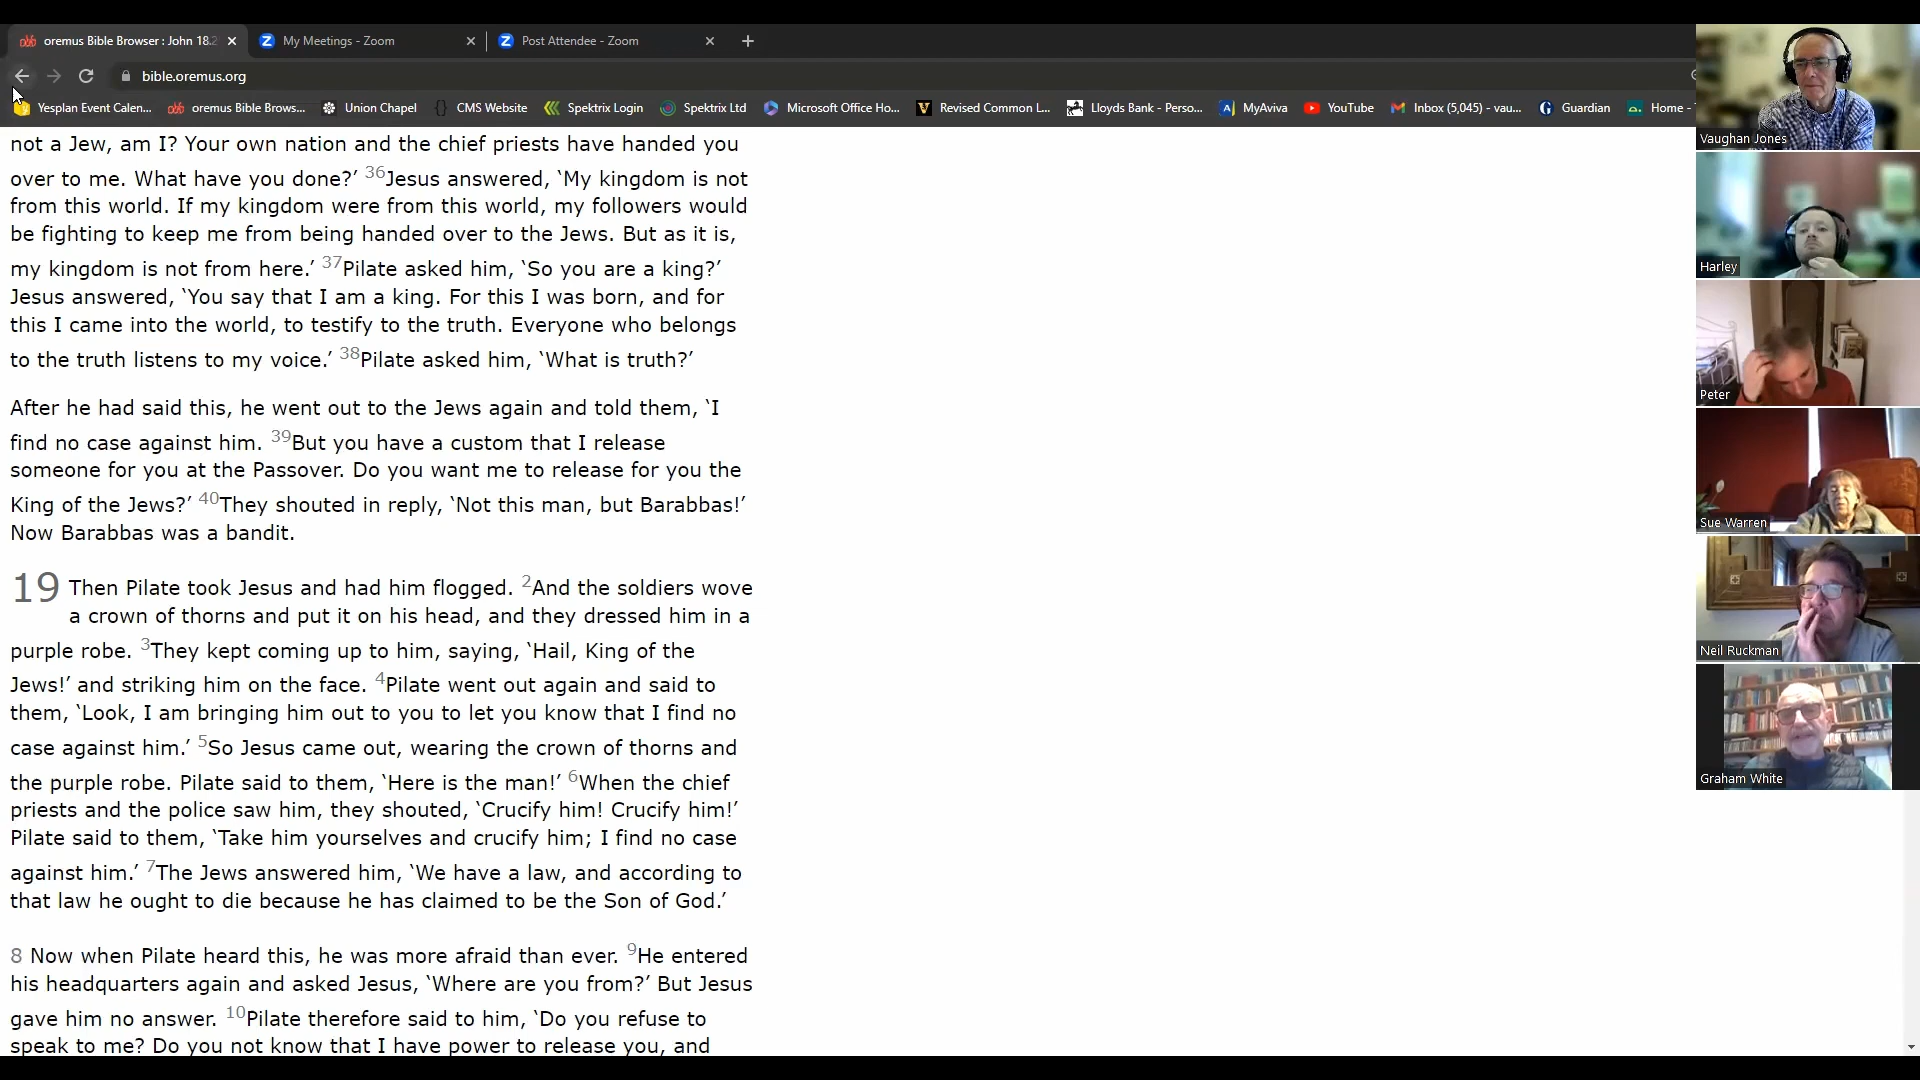 oremus Bible Browser : John 18.2
My Meetings - Zoom
Post Attendee - Zoom
bible.oremus.org
Yesplan Event Calen...
oremus Bible Brows...
Union Chapel
CMS Website
Spektrix Login
Spektrix Ltd
Microsoft Office Ho...
Revised Common L...
Lloyds Bank - Perso...
MyAviva
YouTube
Inbox (5,045) - vau...
Guardian
Home -
not a Jew, am I? Your own nation and the chief priests have handed you
over to me. What have you done?’ 36Jesus answered, ‘My kingdom is not
from this world. If my kingdom were from this world, my followers would
be fighting to keep me from being handed over to the Jews. But as it is,
my kingdom is not from here.’ 37Pilate asked him, ‘So you are a king?’
Jesus answered, ‘You say that I am a king. For this I was born, and for
this I came into the world, to testify to the truth. Everyone who belongs
to the truth listens to my voice.’ 38Pilate asked him, ‘What is truth?’
After he had said this, he went out to the Jews again and told them, ‘I
find no case against him. 39But you have a custom that I release
someone for you at the Passover. Do you want me to release for you the
King of the Jews?’ 40They shouted in reply, ‘Not this man, but Barabbas!’
Now Barabbas was a bandit.
19 Then Pilate took Jesus and had him flogged. 2And the soldiers wove
a crown of thorns and put it on his head, and they dressed him in a
purple robe. 3They kept coming up to him, saying, ‘Hail, King of the
Jews!’ and striking him on the face. 4Pilate went out again and said to
them, ‘Look, I am bringing him out to you to let you know that I find no
case against him.’ 5So Jesus came out, wearing the crown of thorns and
the purple robe. Pilate said to them, ‘Here is the man!’ 6When the chief
priests and the police saw him, they shouted, ‘Crucify him! Crucify him!’
Pilate said to them, ‘Take him yourselves and crucify him; I find no case
against him.’ 7The Jews answered him, ‘We have a law, and according to
that law he ought to die because he has claimed to be the Son of God.’
8 Now when Pilate heard this, he was more afraid than ever. 9He entered
his headquarters again and asked Jesus, ‘Where are you from?’ But Jesus
gave him no answer. 10Pilate therefore said to him, ‘Do you refuse to
speak to me? Do you not know that I have power to release you, and
Vaughan Jones
Harley
Peter
Sue Warren
Neil Ruckman
Graham White